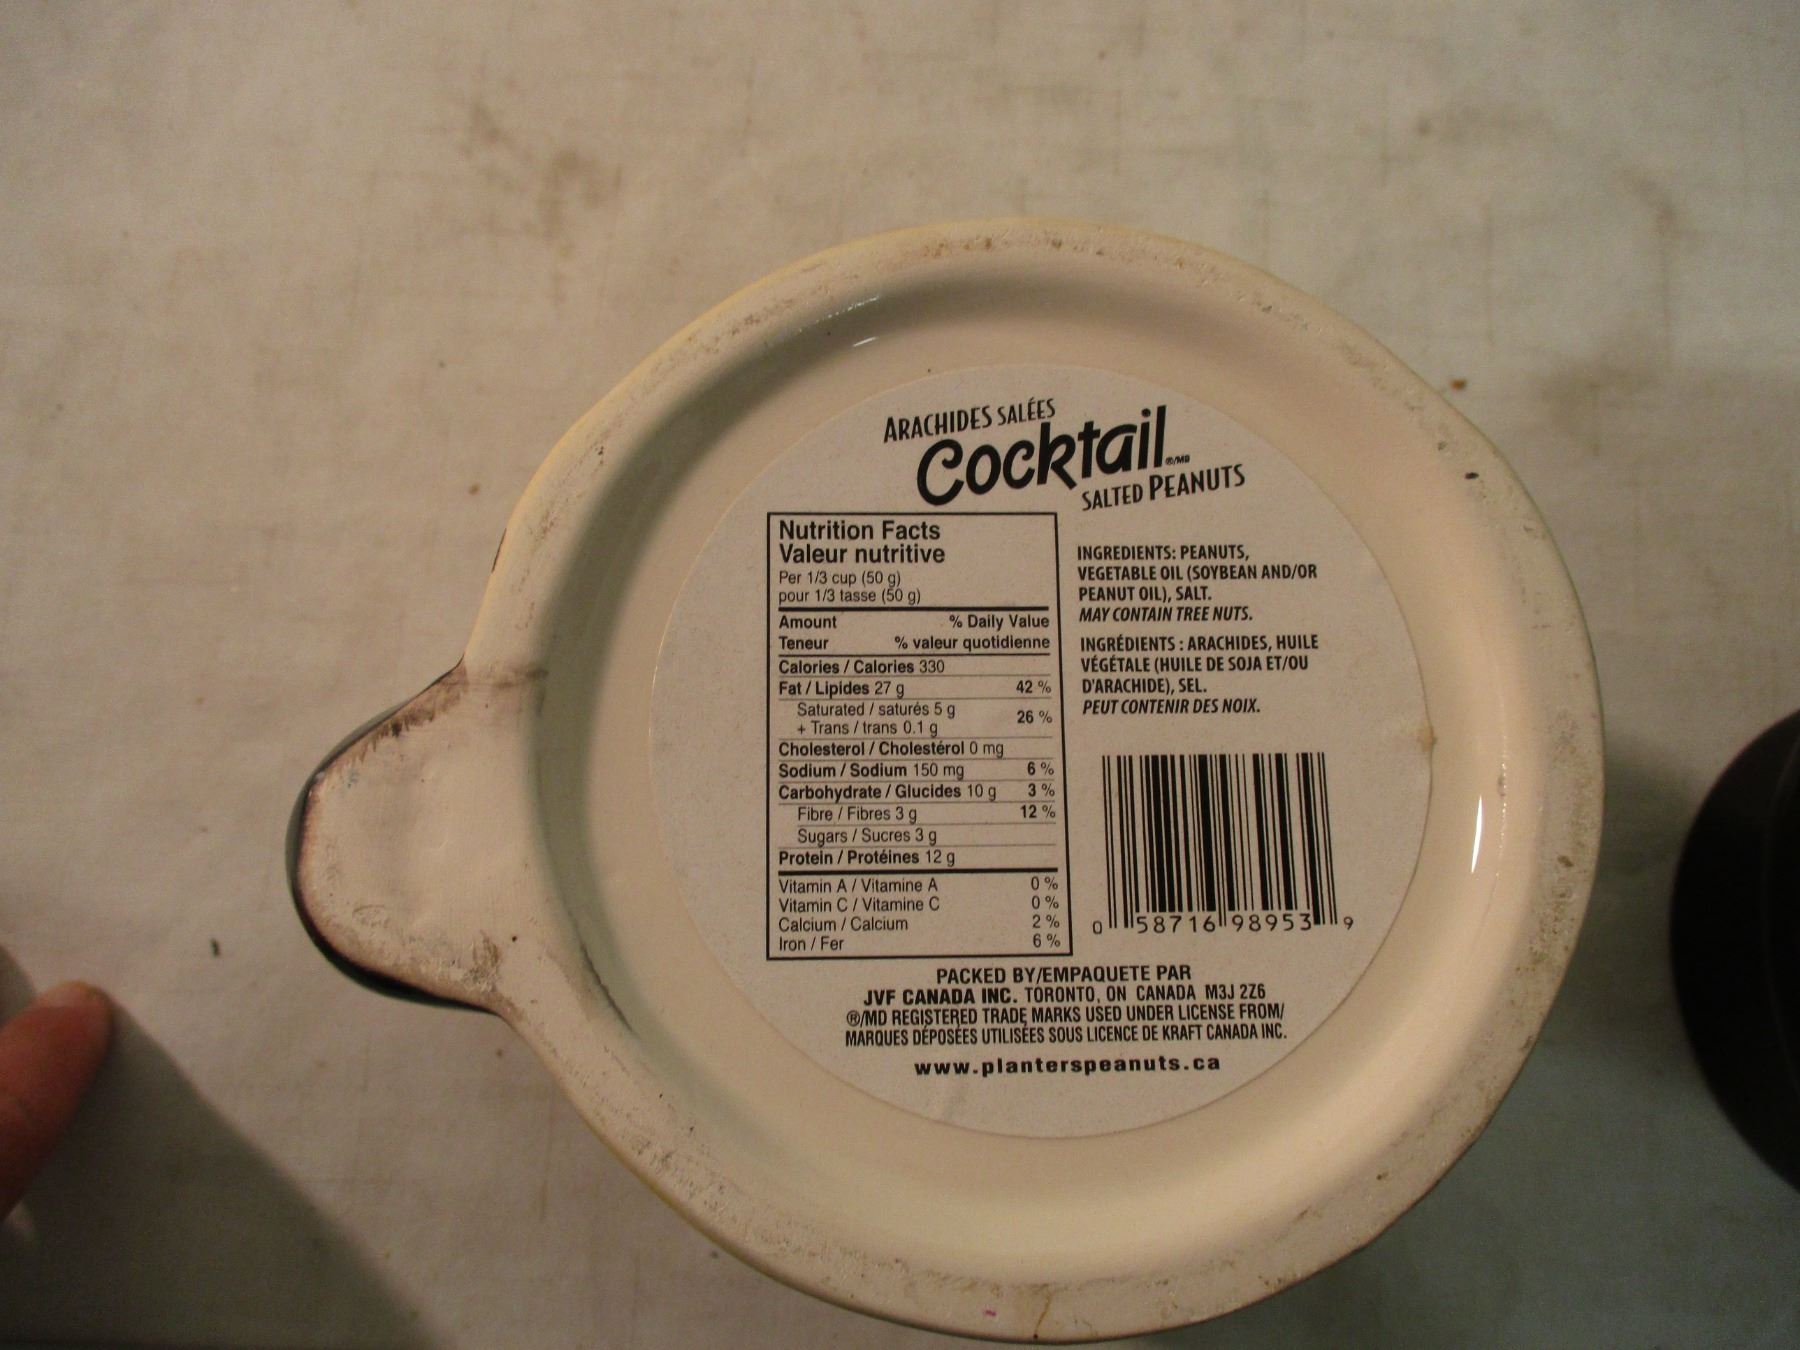 ARACHIDES SALÉES
Cocktail ®/MD
SALTED PEANUTS
Nutrition Facts
Valeur nutritive
Per 1/3 cup (50 g)
pour 1/3 tasse (50 g)
Amount % Daily Value
Teneur % valeur quotidienne
Calories / Calories 330
Fat / Lipides 27 g 42 %
Saturated / saturés 5 g
+ Trans / trans 0.1 g 26 %
Cholesterol / Cholestérol 0 mg
Sodium / Sodium 150 mg 6 %
Carbohydrate / Glucides 10 g 3 %
Fibre / Fibres 3 g 12 %
Sugars / Sucres 3 g
Protein / Protéines 12 g
Vitamin A / Vitamine A 0 %
Vitamin C / Vitamine C 0 %
Calcium / Calcium 2 %
Iron / Fer 6 %
INGREDIENTS: PEANUTS,
VEGETABLE OIL (SOYBEAN AND/OR
PEANUT OIL), SALT.
MAY CONTAIN TREE NUTS.
INGRÉDIENTS : ARACHIDES, HUILE
VÉGÉTALE (HUILE DE SOJA ET/OU
D'ARACHIDE), SEL.
PEUT CONTENIR DES NOIX.
0 58716 98953 9
PACKED BY/EMPAQUETE PAR
JVF CANADA INC. TORONTO, ON CANADA M3J 2Z6
®/MD REGISTERED TRADE MARKS USED UNDER LICENSE FROM/
MARQUES DÉPOSÉES UTILISÉES SOUS LICENCE DE KRAFT CANADA INC.
www.planterspeanuts.ca